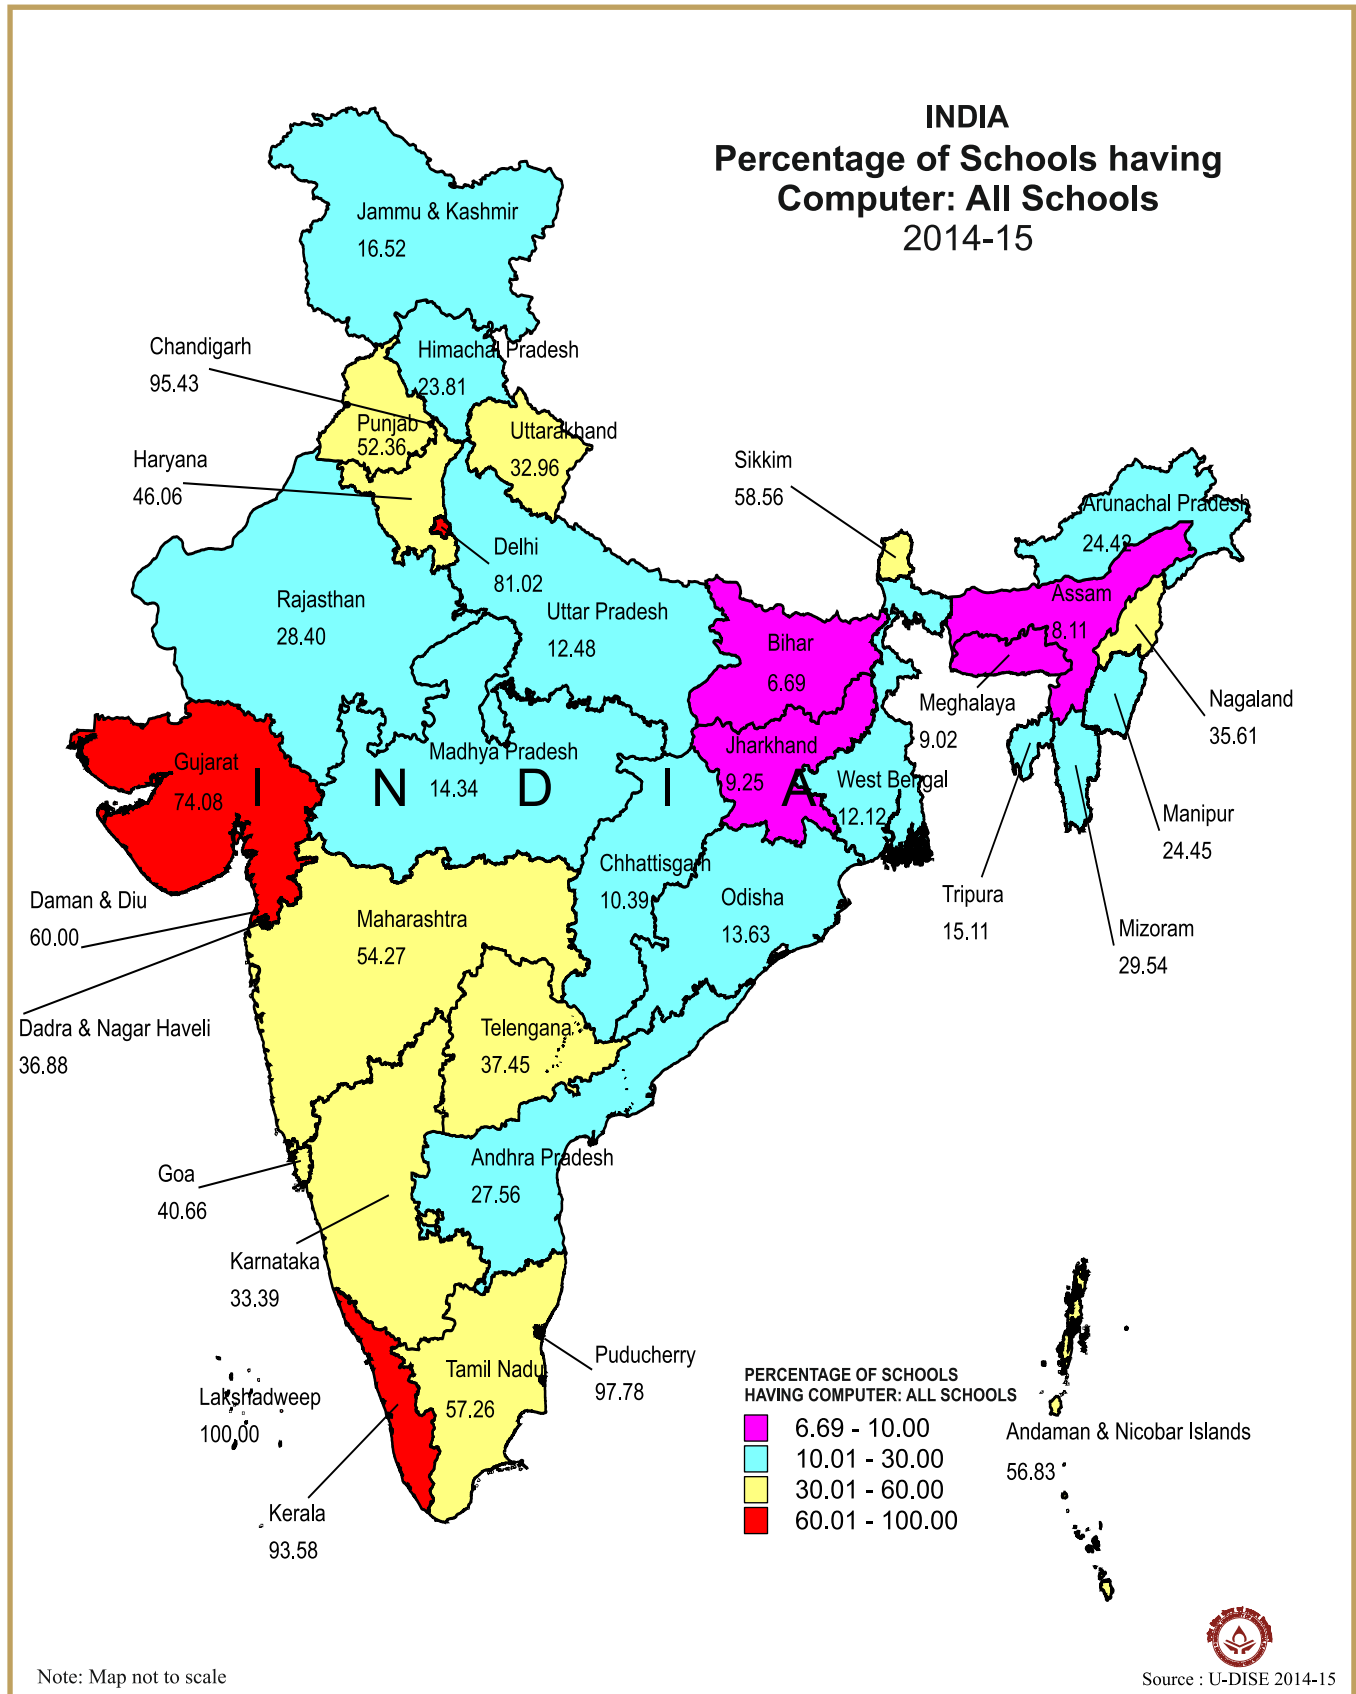 INDIA
Percentage of Schools having
Computer: All Schools
2014-15
Jammu & Kashmir
16.52
Chandigarh
95.43
Himachal Pradesh
23.81
Punjab
52.36
Uttarakhand
32.96
Haryana
46.06
Sikkim
58.56
Arunachal Pradesh
24.42
Delhi
81.02
Rajasthan
28.40
Uttar Pradesh
12.48
Bihar
6.69
Assam
8.11
Meghalaya
9.02
Nagaland
35.61
Gujarat
74.08
Madhya Pradesh
14.34
Jharkhand
9.25
West Bengal
12.12
I N D I A
Manipur
24.45
Tripura
15.11
Mizoram
29.54
Chhattisgarh
10.39
Odisha
13.63
Daman & Diu
60.00
Maharashtra
54.27
Dadra & Nagar Haveli
36.88
Telengana
37.45
Goa
40.66
Andhra Pradesh
27.56
Karnataka
33.39
Puducherry
97.78
Tamil Nadu
57.26
Lakshadweep
100.00
Kerala
93.58
PERCENTAGE OF SCHOOLS
HAVING COMPUTER: ALL SCHOOLS
6.69 - 10.00
10.01 - 30.00
30.01 - 60.00
60.01 - 100.00
Andaman & Nicobar Islands
56.83
Note: Map not to scale
Source : U-DISE 2014-15